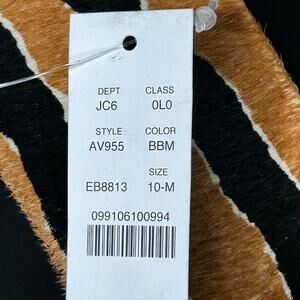 DEPT CLASS
JC6 0L0
STYLE COLOR
AV955 BBM
SIZE
EB8813 10-M
099106100994